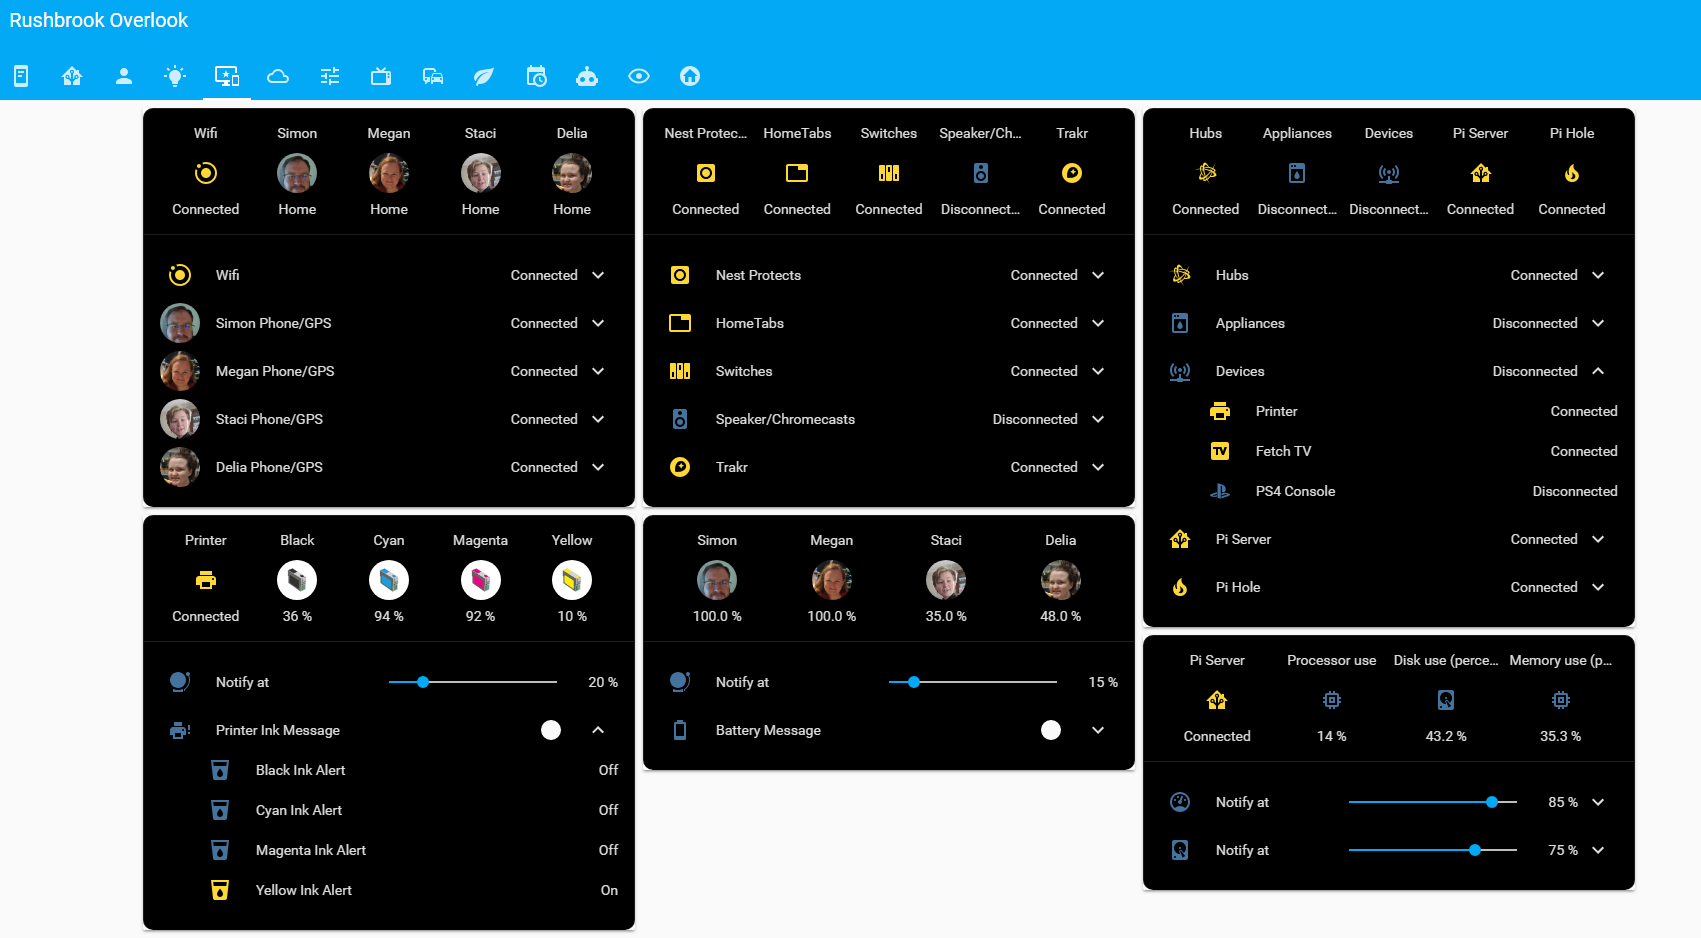 Rushbrook Overlook
Wifi Simon Megan Staci Delia
Connected Home Home Home Home
Wifi Connected
Simon Phone/GPS Connected
Megan Phone/GPS Connected
Staci Phone/GPS Connected
Delia Phone/GPS Connected
Nest Protec... HomeTabs Switches Speaker/Ch... Trakr
Connected Connected Connected Disconnect... Connected
Nest Protects Connected
HomeTabs Connected
Switches Connected
Speaker/Chromecasts Disconnected
Trakr Connected
Hubs Appliances Devices Pi Server Pi Hole
Connected Disconnect... Disconnect... Connected Connected
Hubs Connected
Appliances Disconnected
Devices Disconnected
Printer Connected
TV Fetch TV Connected
PS4 Console Disconnected
Pi Server Connected
Pi Hole Connected
Printer Black Cyan Magenta Yellow
Connected 36 % 94 % 92 % 10 %
Notify at 20 %
Printer Ink Message
Black Ink Alert Off
Cyan Ink Alert Off
Magenta Ink Alert Off
Yellow Ink Alert On
Simon Megan Staci Delia
100.0 % 100.0 % 35.0 % 48.0 %
Notify at 15 %
Battery Message
Pi Server Processor use Disk use (perce... Memory use (p...
Connected 14 % 43.2 % 35.3 %
Notify at 85 %
Notify at 75 %